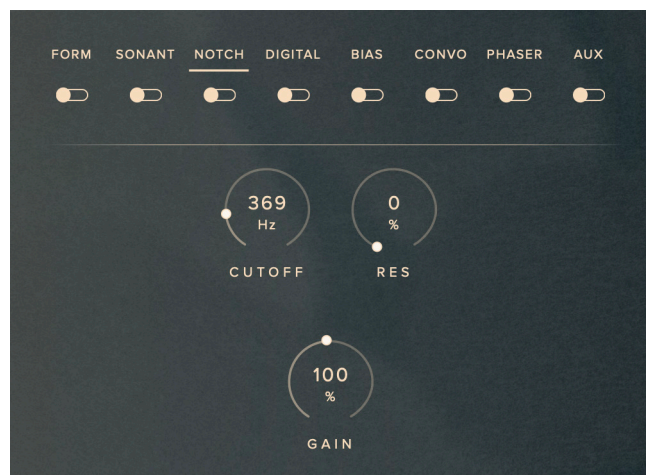 FORM SONANT NOTCH DIGITAL BIAS CONVO PHASER AUX
369 0
Hz %
CUTOFF RES
100
%
GAIN